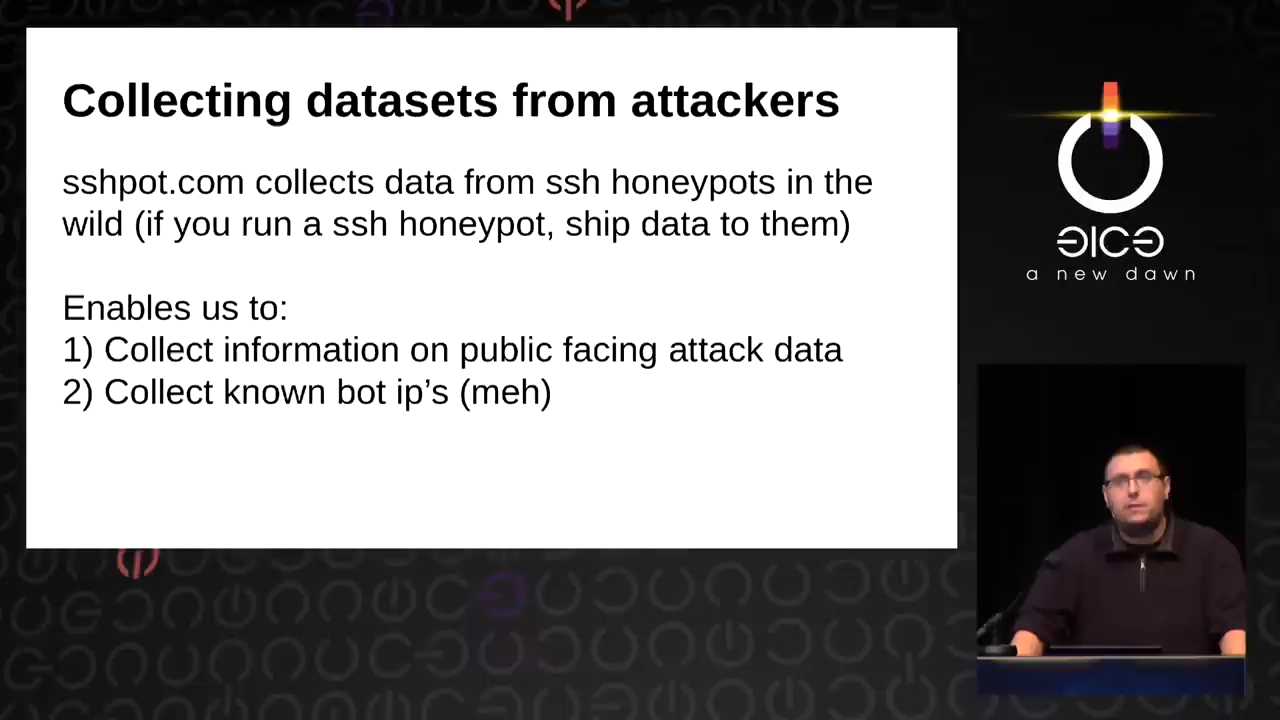 Collecting datasets from attackers
sshpot.com collects data from ssh honeypots in the
wild (if you run a ssh honeypot, ship data to them)
Enables us to:
1) Collect information on public facing attack data
2) Collect known bot ip’s (meh)
a new dawn